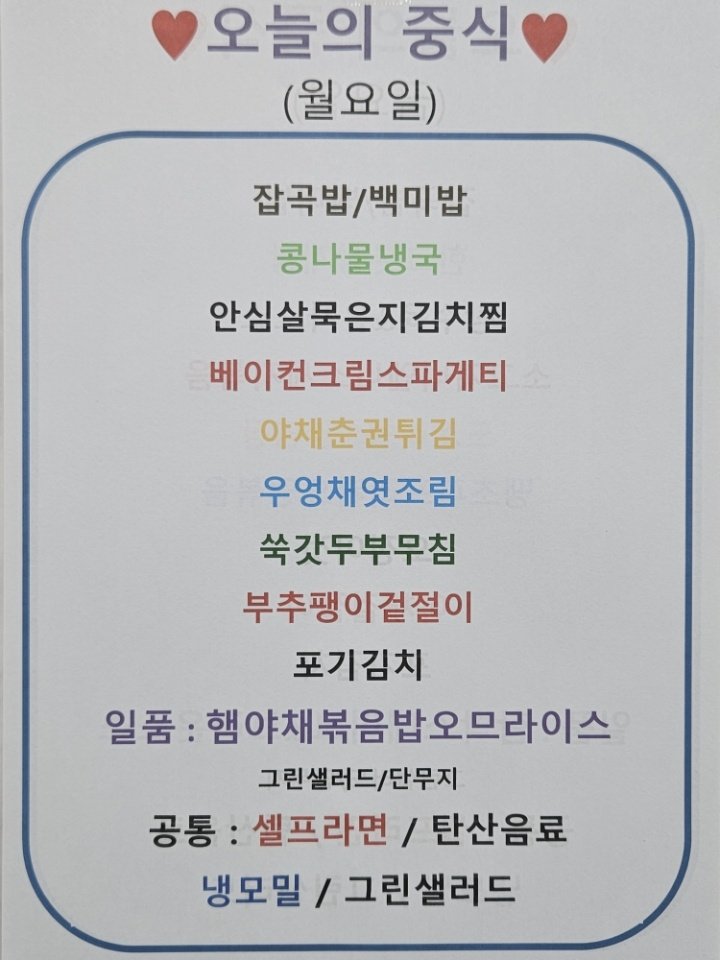 ♥오늘의 중식♥
(월요일)
잡곡밥/백미밥
콩나물냉국
안심살묵은지김치찜
베이컨크림스파게티
야채춘권튀김
우엉채엿조림
쑥갓두부무침
부추팽이겉절이
포기김치
일품 : 햄야채볶음밥오므라이스
그린샐러드/단무지
공통 : 셀프라면 / 탄산음료
냉모밀 / 그린샐러드